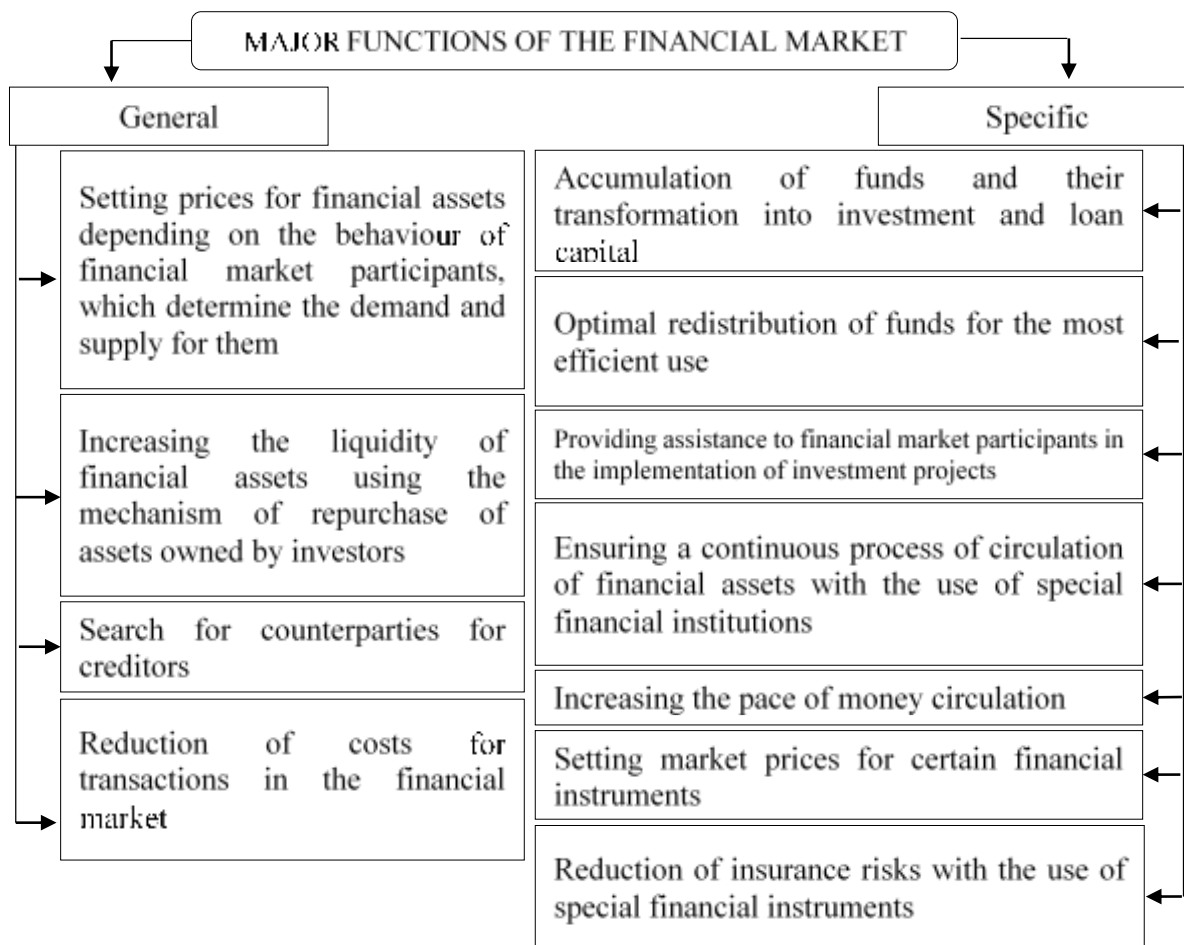 MAJOR FUNCTIONS OF THE FINANCIAL MARKET
General
Setting prices for financial assets
depending on the behaviour of
financial market participants,
which determine the demand and
supply for them
Increasing the liquidity of
financial assets using the
mechanism of repurchase of
assets owned by investors
Search for counterparties for
creditors
Reduction of costs for
transactions in the financial
market
Specific
Accumulation of funds and their
transformation into investment and loan
capital
Optimal redistribution of funds for the most
efficient use
Providing assistance to financial market participants in
the implementation of investment projects
Ensuring a continuous process of circulation
of financial assets with the use of special
financial institutions
Increasing the pace of money circulation
Setting market prices for certain financial
instruments
Reduction of insurance risks with the use of
special financial instruments